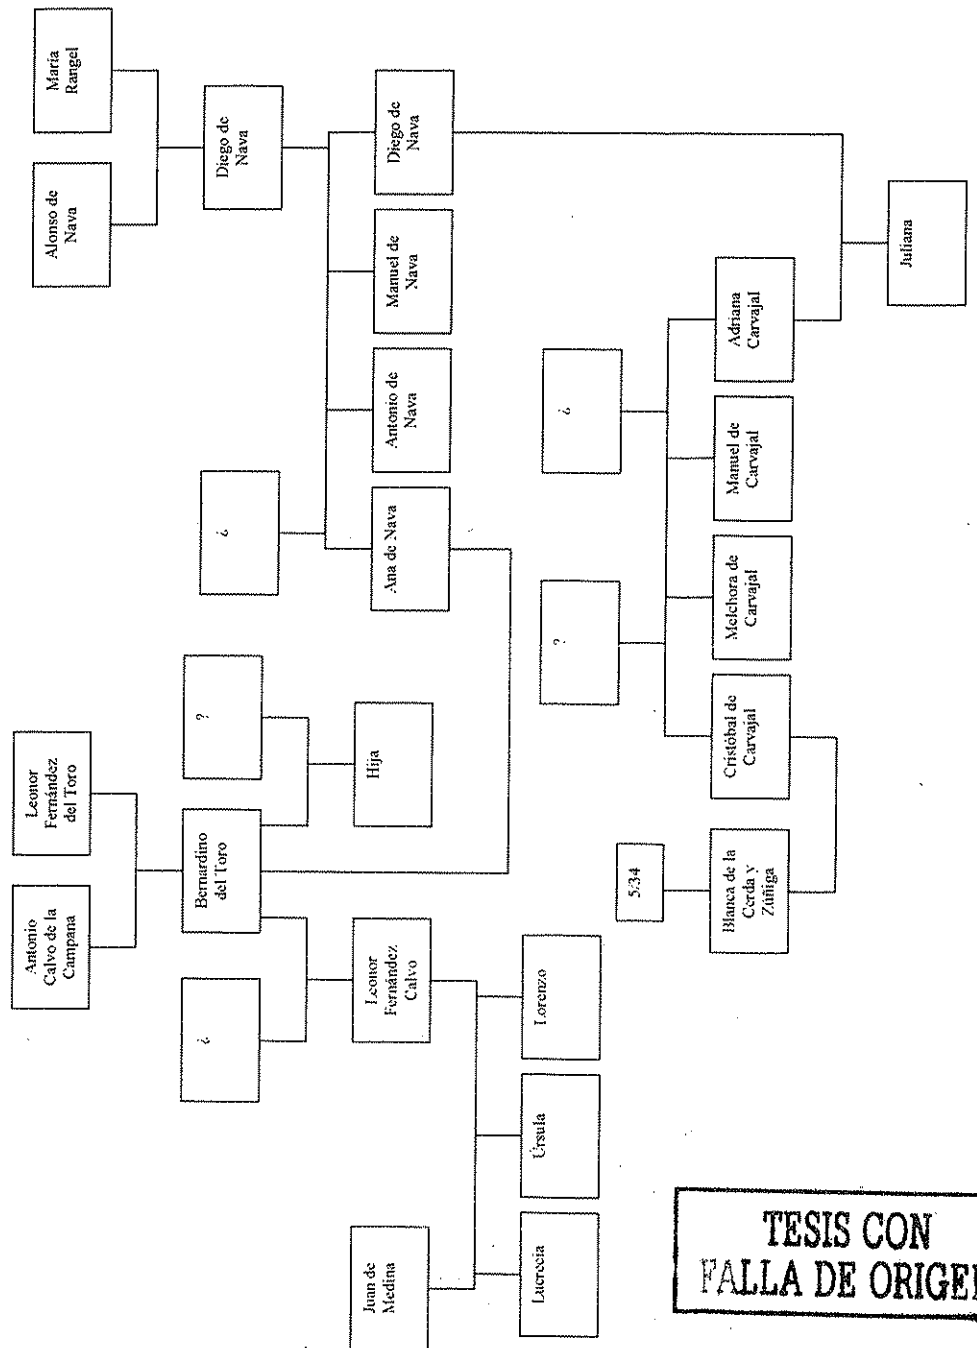 Antonio
Calvo de la
Campana
Leonor
Fernández
del Toro
Alonso de
Nava
María
Rangel
¿
Bernardino
del Toro
?
¿
Diego de
Nava
Juan de
Medina
Leonor
Fernández
Calvo
Hija
Ana de Nava
Antonio de
Nava
Manuel de
Nava
Diego de
Nava
Lucrecia
Úrsula
Lorenzo
?
¿
5/34
Blanca de la
Cerda y
Zúñiga
Cristóbal de
Carvajal
Melchora de
Carvajal
Manuel de
Carvajal
Adriana
Carvajal
Juliana
TESIS CON
FALLA DE ORIGEN